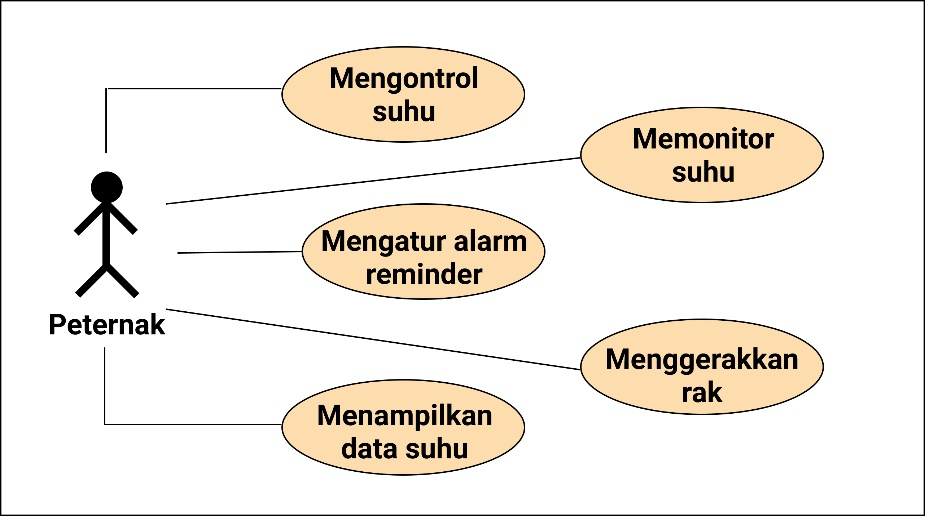 Mengontrol
suhu
Memonitor
suhu
Mengatur alarm
reminder
Peternak
Menggerakkan
rak
Menampilkan
data suhu